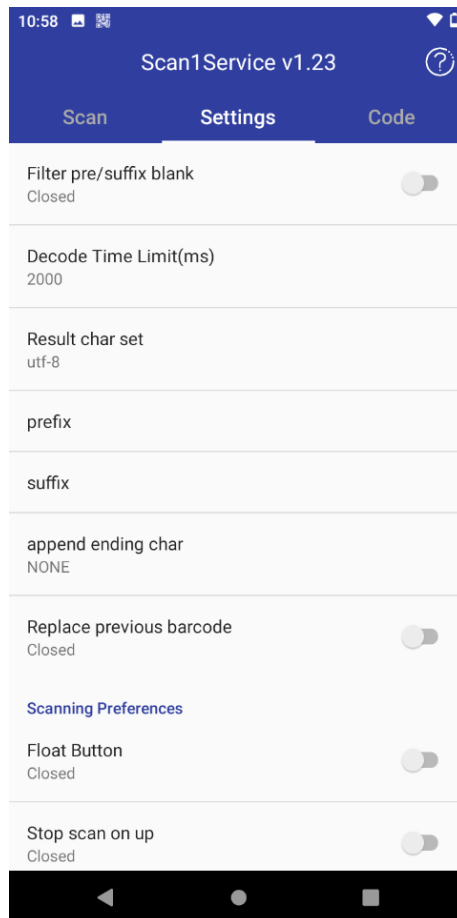 10:58
Scan1Service v1.23
Scan Settings Code
Filter pre/suffix blank
Closed
Decode Time Limit(ms)
2000
Result char set
utf-8
prefix
suffix
append ending char
NONE
Replace previous barcode
Closed
Scanning Preferences
Float Button
Closed
Stop scan on up
Closed